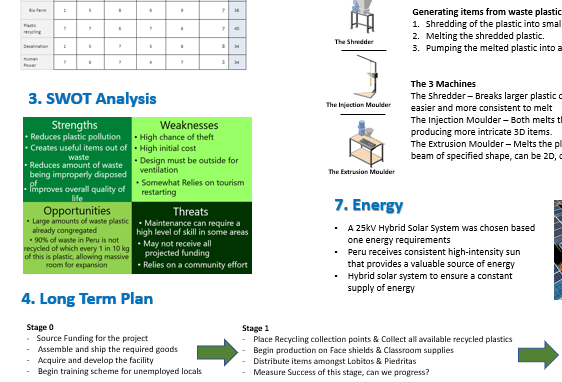 Bio Farm 1 5 8 6 9 7 36
Plastic
recycling 7 7 6 7 6 7 40
Desalination 1 5 7 5 8 8 34
Human
Power 7 6 7 6 5 3 34
3. SWOT Analysis
Strengths
• Reduces plastic pollution
• Creates useful items out of
waste
• Reduces amount of waste
being improperly disposed
of
• Improves overall quality of
life
Weaknesses
• High chance of theft
• High initial cost
• Design must be outside for
ventilation
• Somewhat Relies on tourism
restarting
Opportunities
• Large amounts of waste plastic
already congregated
• 90% of waste in Peru is not
recycled of which every 1 in 10 kg
of this is plastic, allowing massive
room for expansion
Threats
• Maintenance can require a
high level of skill in some areas
• May not receive all
projected funding
• Relies on a community effort
4. Long Term Plan
Stage 0
- Source Funding for the project
- Assemble and ship the required goods
- Acquire and develop the facility
- Begin training scheme for unemployed locals
Stage 1
- Place Recycling collection points & Collect all available recycled plastics
- Begin production on Face shields & Classroom supplies
- Distribute items amongst Lobitos & Piedritas
- Measure Success of this stage, can we progress?
The Shredder
The Injection Moulder
The Extrusion Moulder
Generating items from waste plastic
1. Shredding of the plastic into smal
2. Melting the shredded plastic.
3. Pumping the melted plastic into a
The 3 Machines
The Shredder – Breaks larger plastic
easier and more consistent to melt
The Injection Moulder – Both melts
producing more intricate 3D items.
The Extrusion Moulder – Melts the pl
beam of specified shape, can be 2D,
7. Energy
• A 25kV Hybrid Solar System was chosen based
one energy requirements
• Peru receives consistent high-intensity sun
that provides a valuable source of energy
• Hybrid solar system to ensure a constant
supply of energy